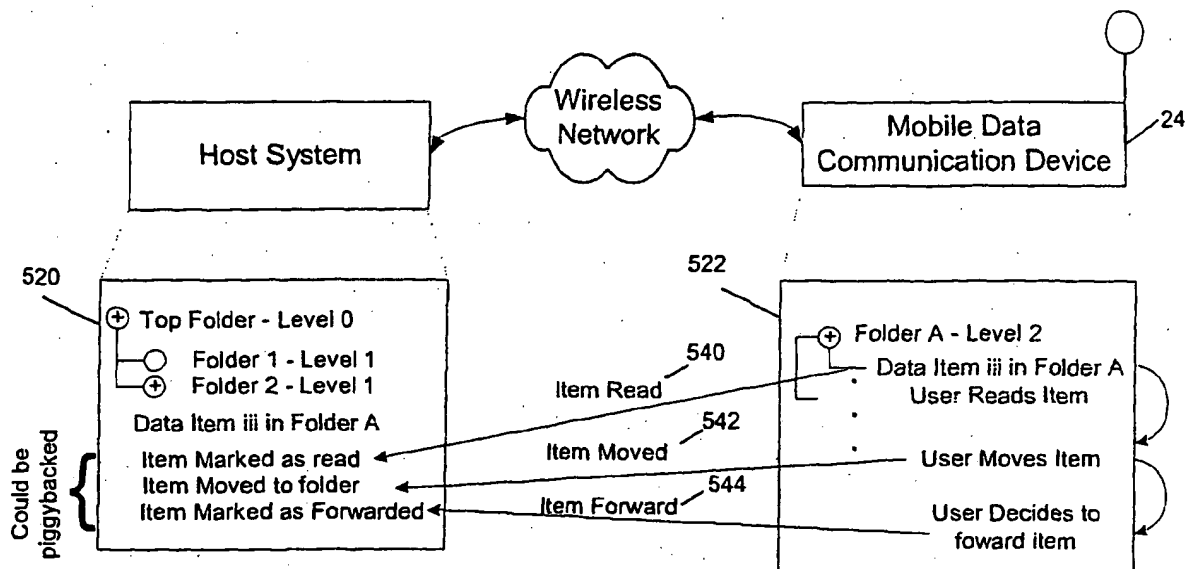 Host System
Wireless
Network
Mobile Data
Communication Device
24
520
Top Folder - Level 0
Folder 1 - Level 1
Folder 2 - Level 1
Data Item iii in Folder A
Item Marked as read
Item Moved to folder
Item Marked as Forwarded
Could be
piggybacked
Item Read
540
Item Moved
542
Item Forward
544
522
Folder A - Level 2
Data Item iii in Folder A
User Reads Item
User Moves Item
User Decides to
foward item